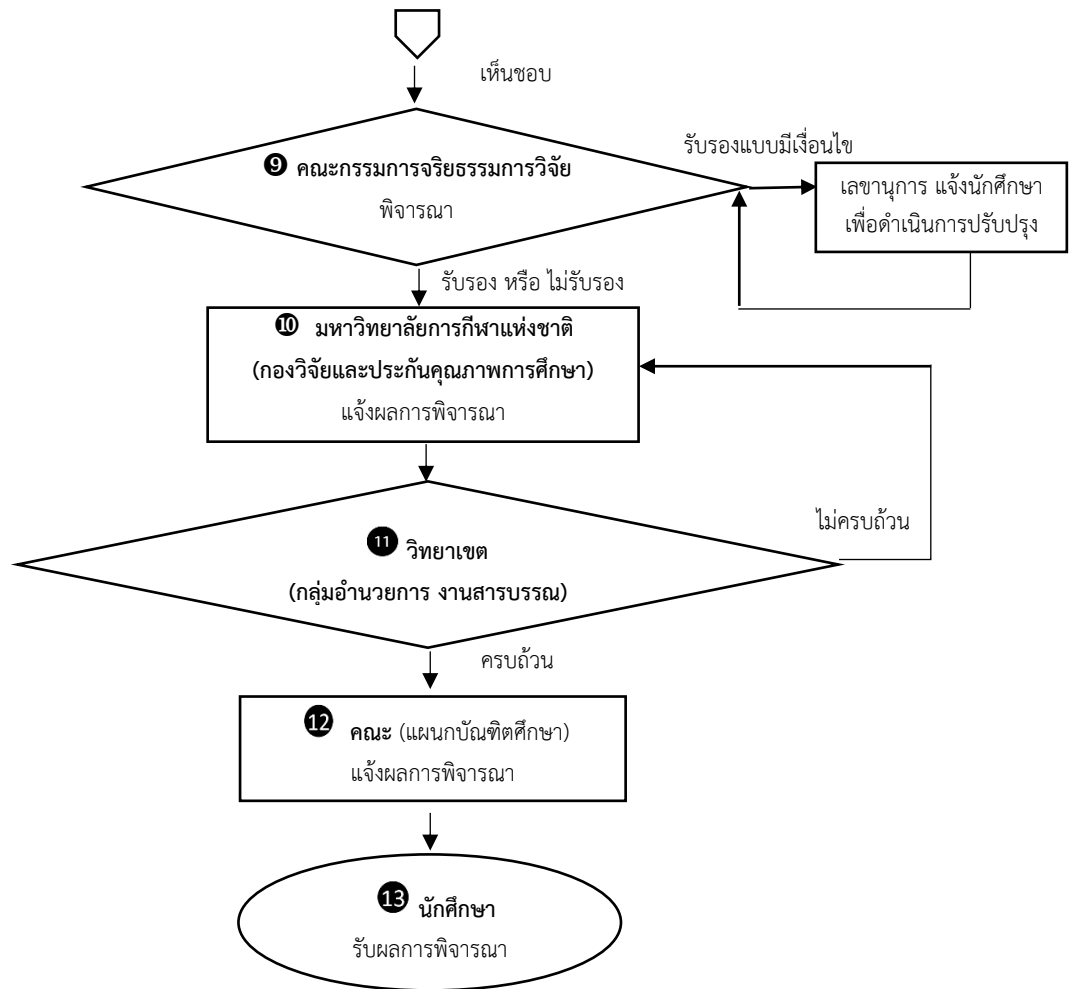 เห็นชอบ
❾ คณะกรรมการจริยธรรมการวิจัย
พิจารณา
รับรองแบบมีเงื่อนไข
เลขานุการ แจ้งนักศึกษา
เพื่อดำเนินการปรับปรุง
รับรอง หรือ ไม่รับรอง
❿ มหาวิทยาลัยการกีฬาแห่งชาติ
(กองวิจัยและประกันคุณภาพการศึกษา)
แจ้งผลการพิจารณา
ไม่ครบถ้วน
⓫ วิทยาเขต
(กลุ่มอำนวยการ งานสารบรรณ)
ครบถ้วน
⓬ คณะ (แผนกบัณฑิตศึกษา)
แจ้งผลการพิจารณา
⓭ นักศึกษา
รับผลการพิจารณา